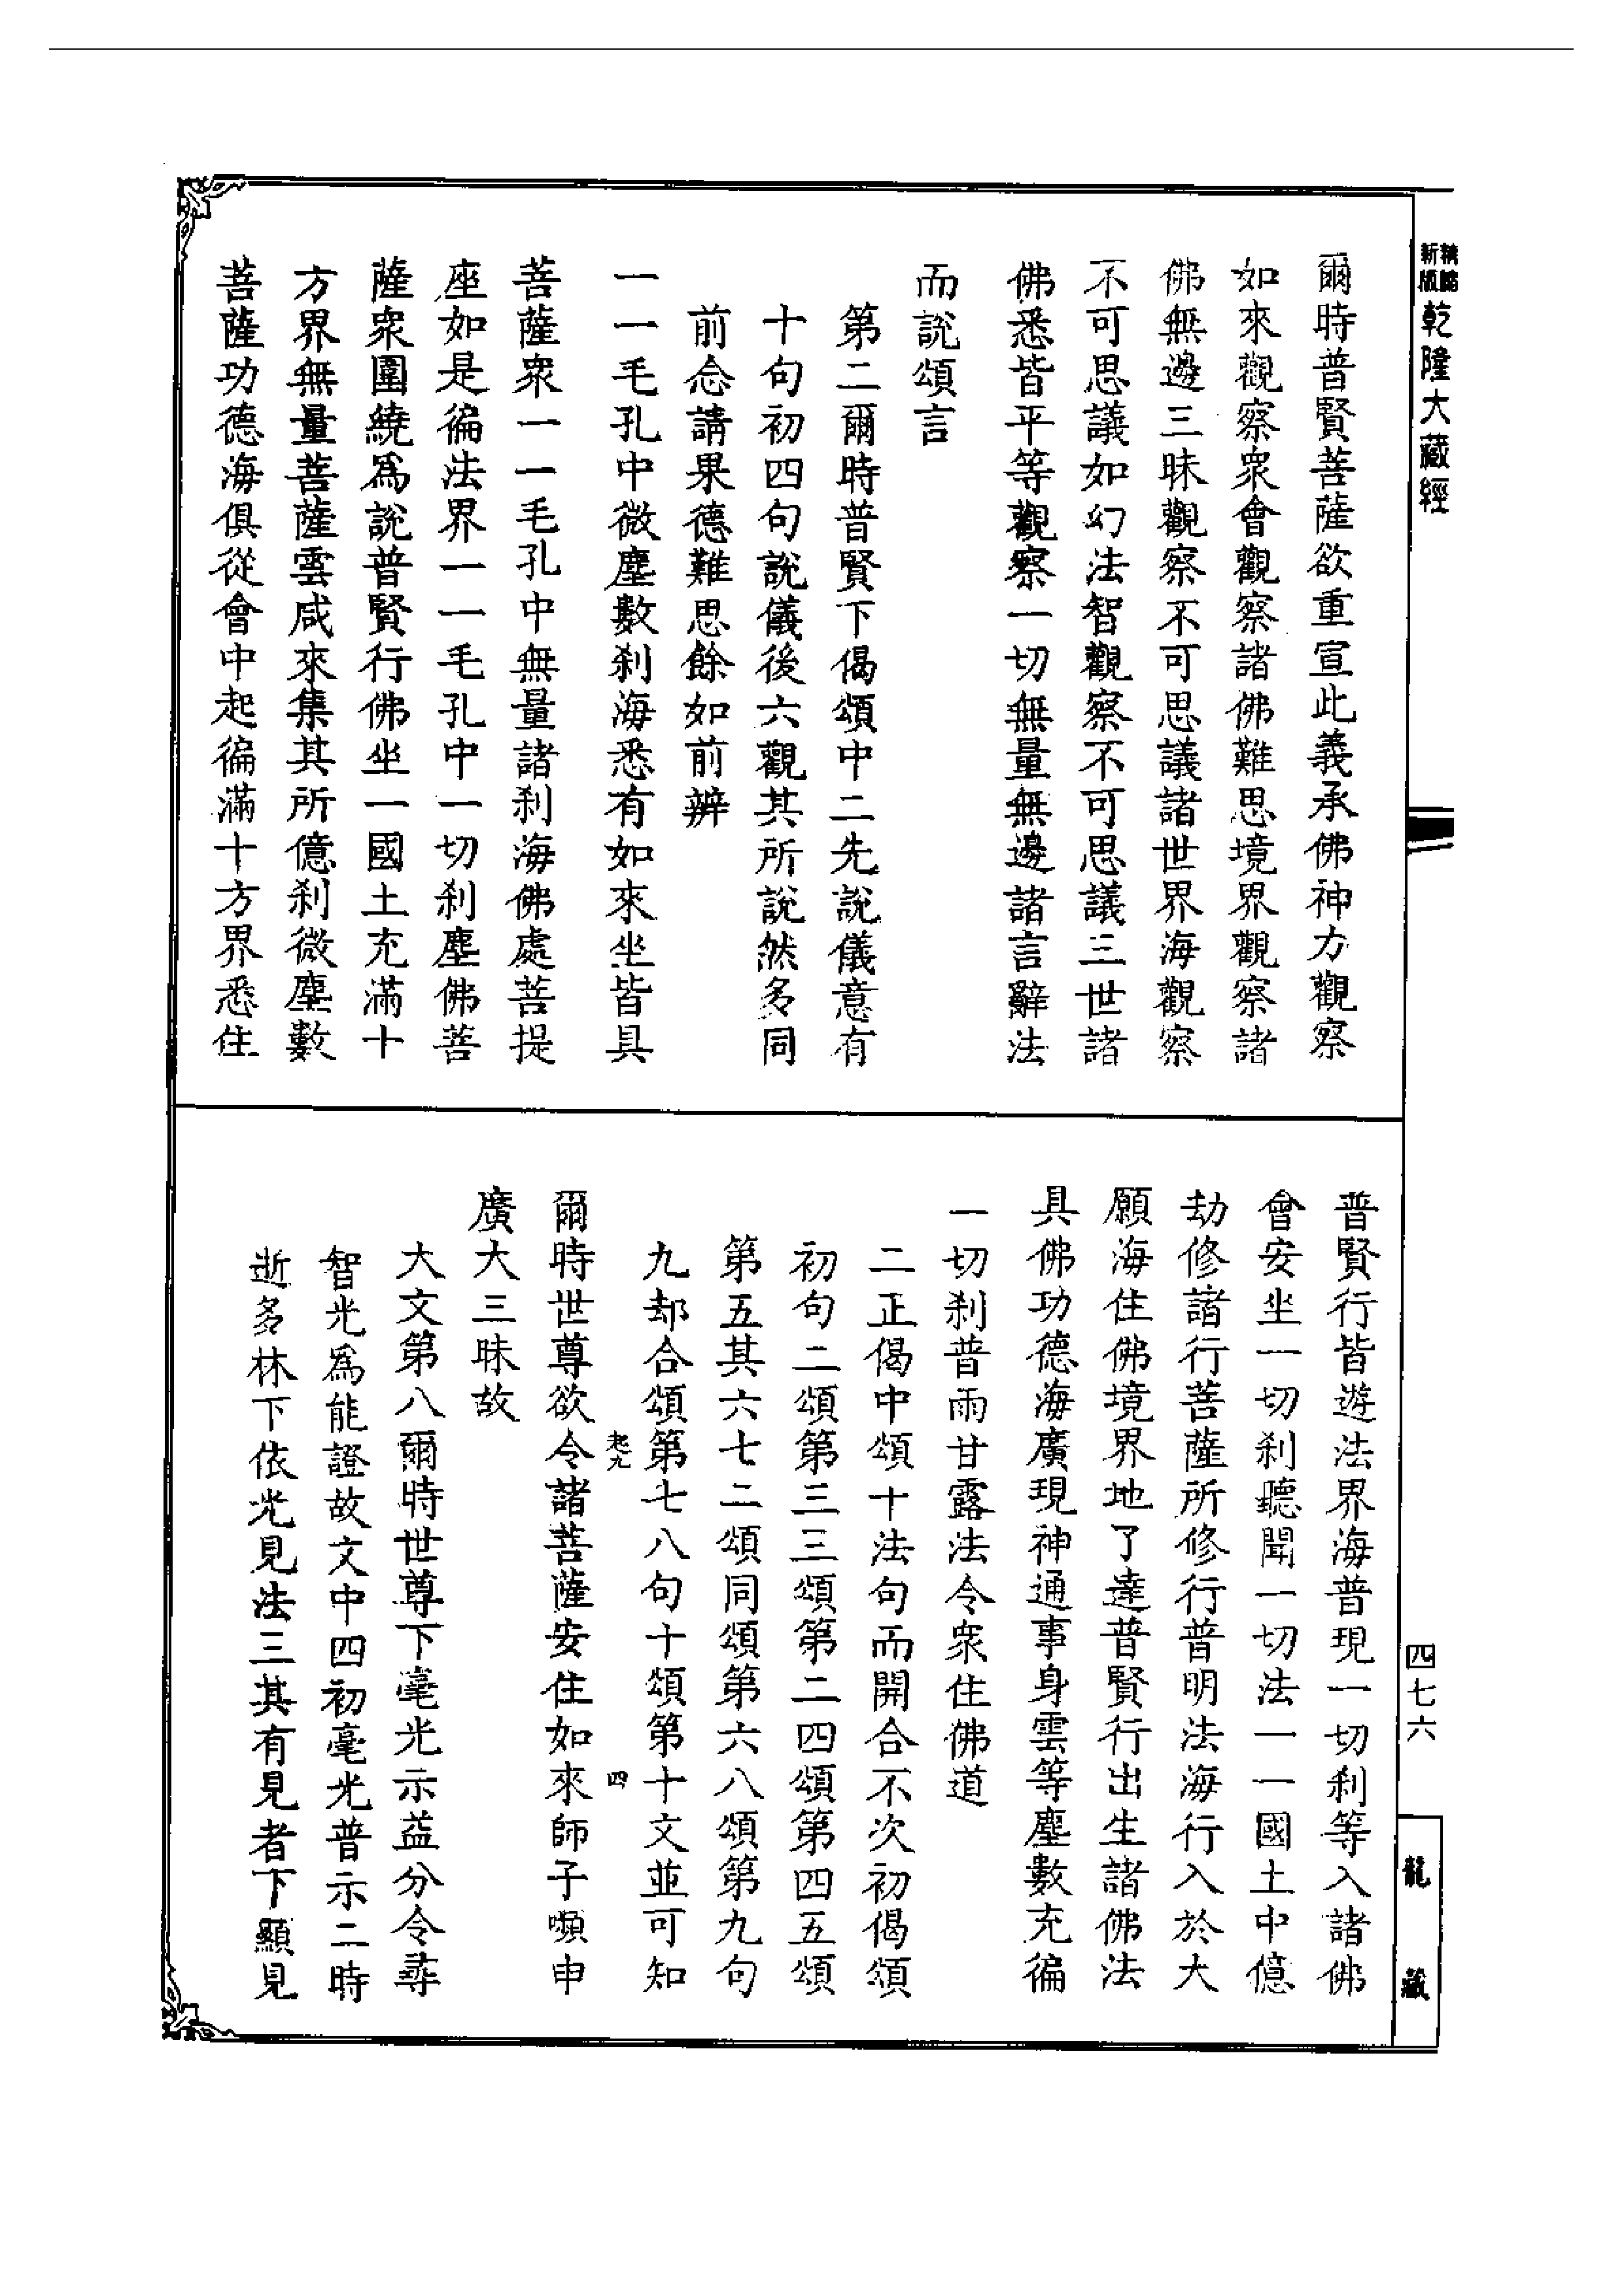 新版
乾隆大藏經
爾時普賢菩薩欲重宣此義承佛神力觀察
如來觀察衆會觀察諸佛難思境界觀察諸
佛無邊三昧觀察不可思議諸世界海觀察
不可思議如幻法智觀察不可思議三世諸
佛悉皆平等觀察一切無量無邊諸言辭法
而說頌言
第二爾時普賢下偈頌中二先說儀意有
十句初四句說儀後六觀其所說然多同
前念請果德難思餘如前辨
一一毛孔中微塵數刹海悉有如來坐皆具
菩薩衆一一毛孔中無量諸刹海佛處菩提
座如是徧法界一一毛孔中一切刹塵佛菩
薩衆圍繞爲說普賢行佛坐一國土充滿十
方界無量菩薩雲咸來集其所億刹微塵數
菩薩功德海俱從會中起徧滿十方界悉住
普賢行皆遊法界海普現一切刹等入諸佛
會安坐一切刹聽聞一切法一一國土中億
劫修諸行菩薩所修行普明法海行入於大
願海住佛境界地了達普賢行出生諸佛法
具佛功德海廣現神通事身雲等塵數充徧
一切刹普雨甘露法令衆住佛道
二正偈中頌十法句而開合不次初偈頌
初句二頌第三三頌第二四頌第四五頌
第五其六七二頌同頌第六八頌第九句
九却合頌第七八句十頌第十文並可知
四
爾時世尊欲令諸菩薩安住如來師子嚬申
廣大三昧故
大文第八爾時世尊下毫光示益分令尋
智光爲能證故文中四初毫光普示二時
逝多林下依光見法三其有見者下顯見
四七六
龍藏